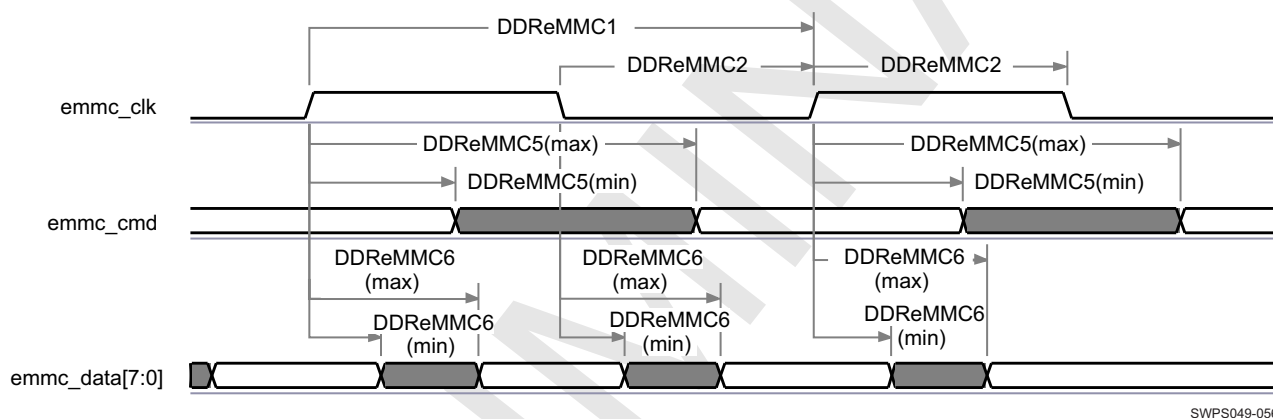 DDReMMC1
DDReMMC2
DDReMMC2
emmc_clk
DDReMMC5(max)
DDReMMC5(max)
DDReMMC5(min)
DDReMMC5(min)
emmc_cmd
DDReMMC6
(max)
DDReMMC6
(max)
DDReMMC6
(max)
DDReMMC6
(min)
DDReMMC6
(min)
DDReMMC6
(min)
emmc_data[7:0]